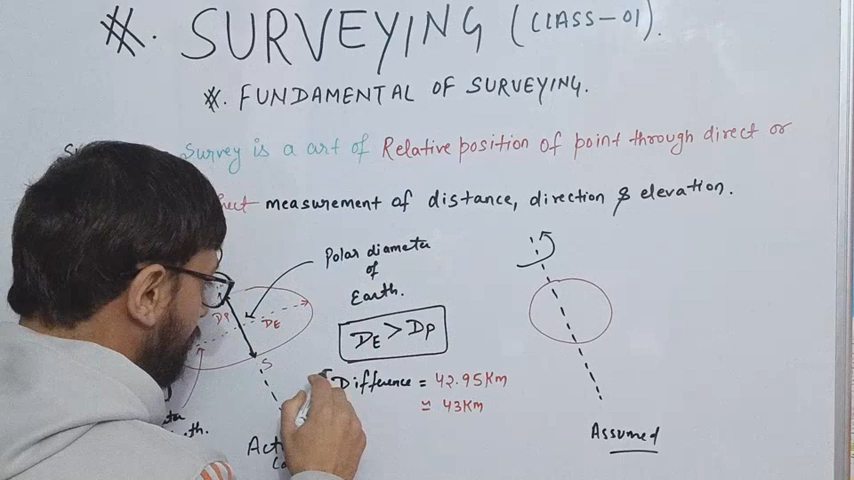 ※. SURVEYING (CLASS-01).
※. FUNDAMENTAL OF SURVEYING.
Survey is a art of Relative position of point through direct or
measurement of distance, direction & elevation.
Polar diameta
of
Earth.
DP
DE
DE > DP
S
Difference = 42.95Km
≃ 43Km
Assumed